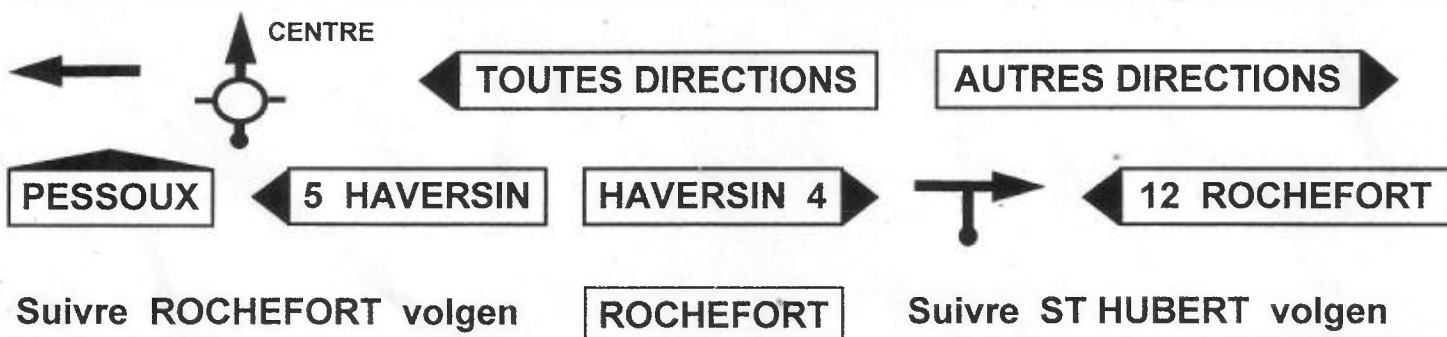 CENTRE
TOUTES DIRECTIONS
AUTRES DIRECTIONS
PESSOUX
5 HAVERSIN
HAVERSIN 4
12 ROCHEFORT
Suivre ROCHEFORT volgen
ROCHEFORT
Suivre ST HUBERT volgen